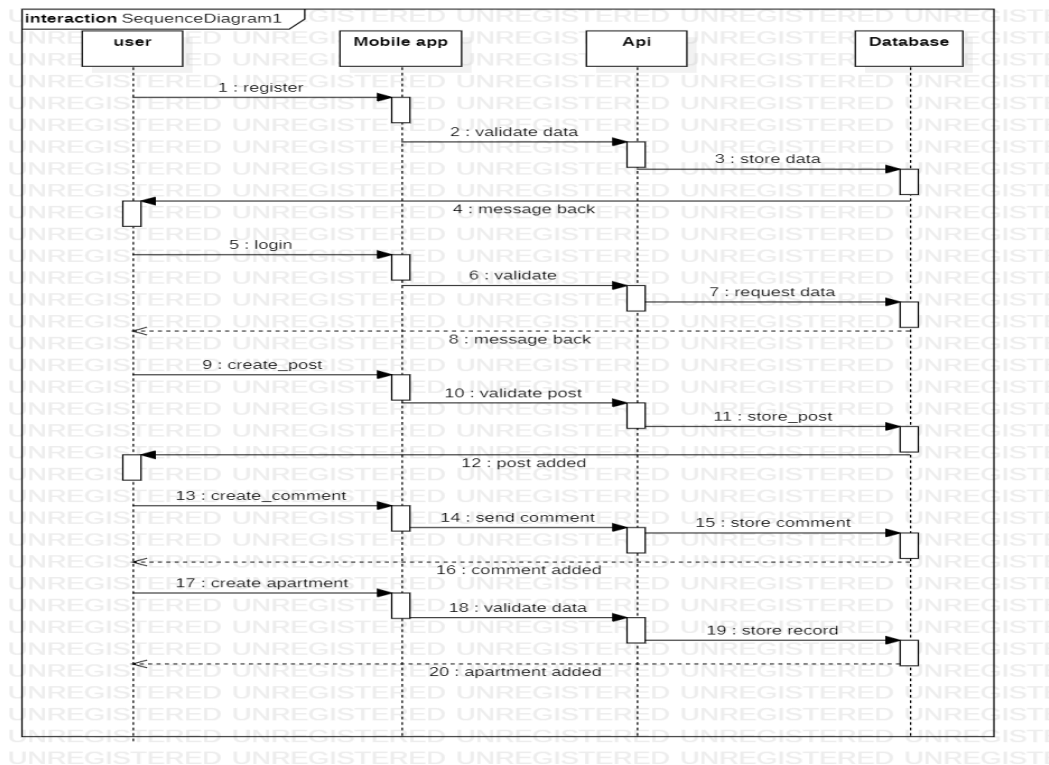 interaction SequenceDiagram1
user
Mobile app
Api
Database
1 : register
2 : validate data
3 : store data
4 : message back
5 : login
6 : validate
7 : request data
8 : message back
9 : create_post
10 : validate post
11 : store_post
12 : post added
13 : create_comment
14 : send comment
15 : store comment
16 : comment added
17 : create apartment
18 : validate data
19 : store record
20 : apartment added
UNREGISTERED